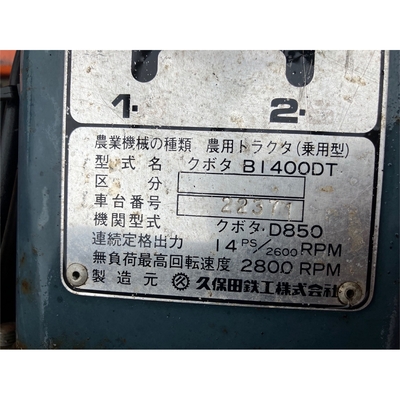 1. 2.
農業機械の種類 農用トラクタ(乗用型)
型式名 クボタ B1400DT
区分
車台番号 22371
機関型式 クボタ D850
連続定格出力 14PS/2600RPM
無負荷最高回転速度 2800RPM
製造元 久保田鉄工株式会社